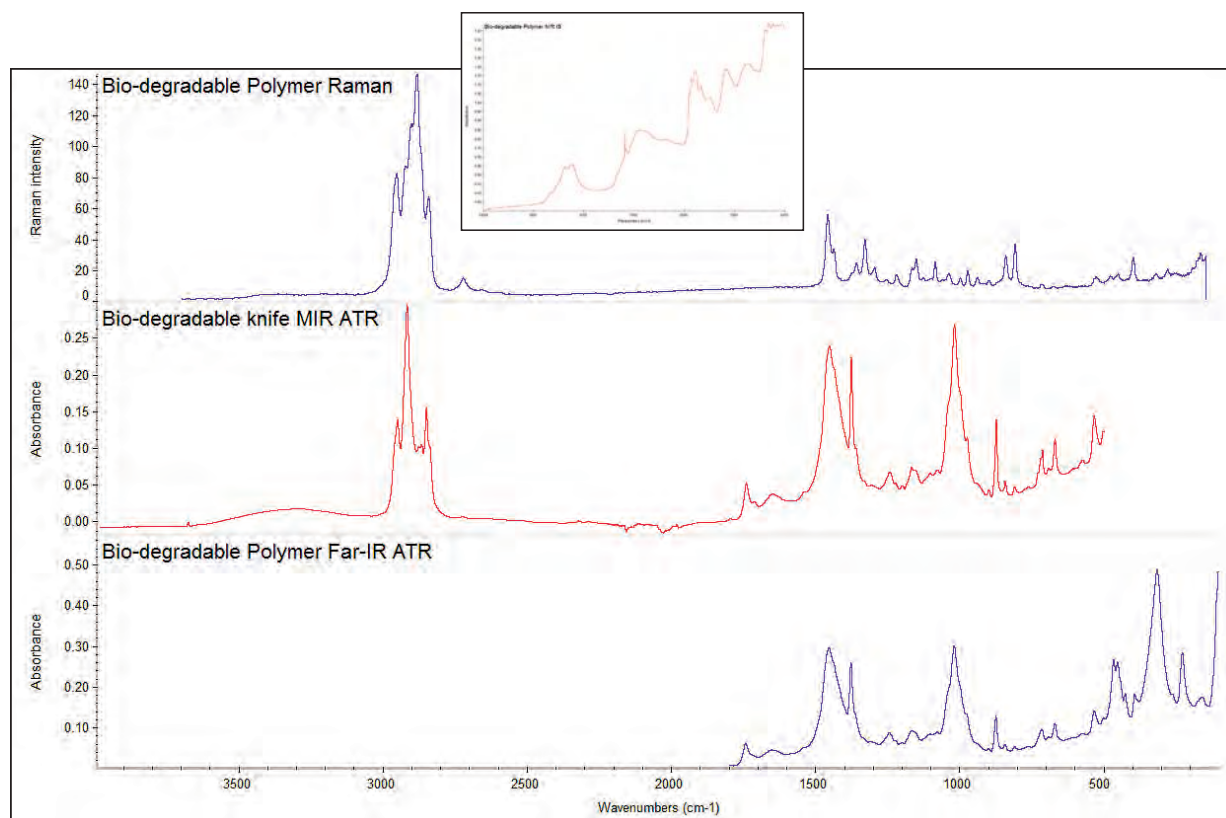 Bio-degradable Polymer NIR IS
Bio-degradable Polymer Raman
140
120
100
80
60
40
20
0
Raman intensity
Bio-degradable knife MIR ATR
0.25
0.20
0.15
0.10
0.05
0.00
Absorbance
Bio-degradable Polymer Far-IR ATR
0.50
0.40
0.30
0.20
0.10
Absorbance
3500 3000 2500 2000 1500 1000 500
Wavenumbers (cm-1)